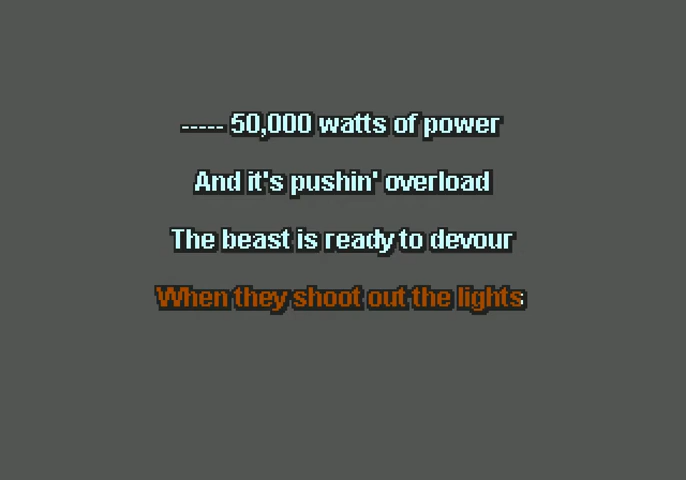 ----- 50,000 watts of power
And it's pushin' overload
The beast is ready to devour
When they shoot out the lights